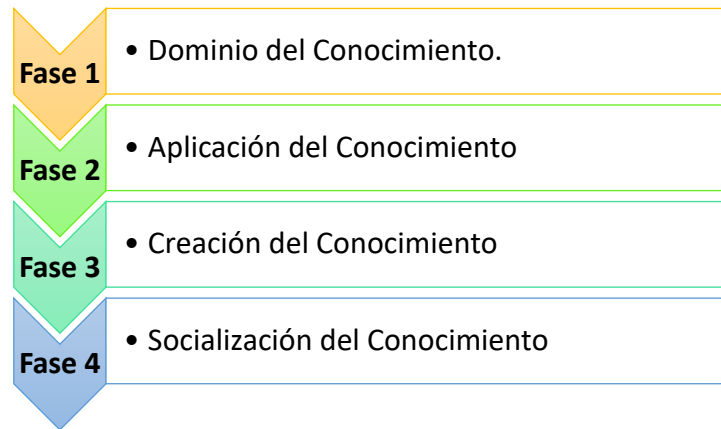 Fase 1
• Dominio del Conocimiento.
Fase 2
• Aplicación del Conocimiento
Fase 3
• Creación del Conocimiento
Fase 4
• Socialización del Conocimiento